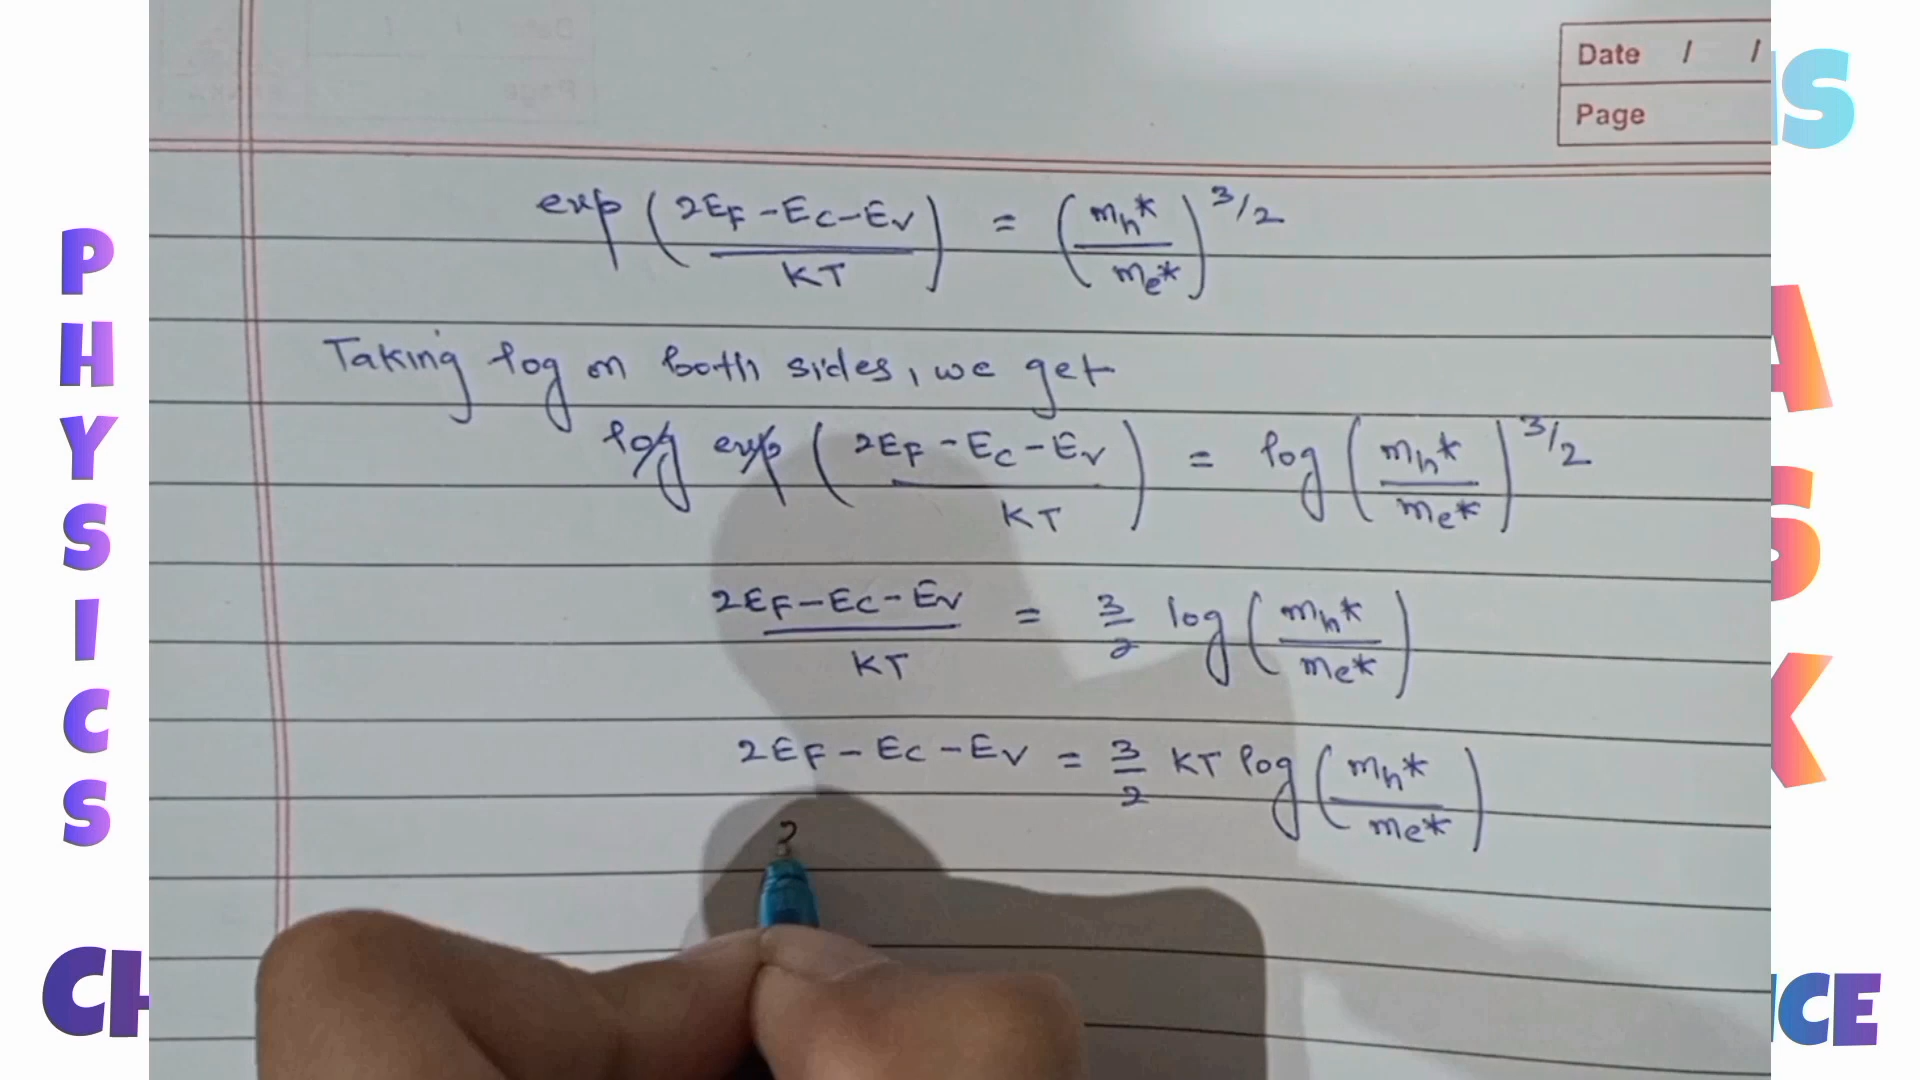 Date / /
Page
exp (2EF - Ec - Ev / KT) = (mh* / me*)^3/2
Taking log on both sides, we get
log exp (2EF - Ec - Ev / KT) = log (mh* / me*)^3/2
2EF - Ec - Ev / KT = 3/2 log (mh* / me*)
2EF - Ec - Ev = 3/2 KT log (mh* / me*)
2
PHYSICS